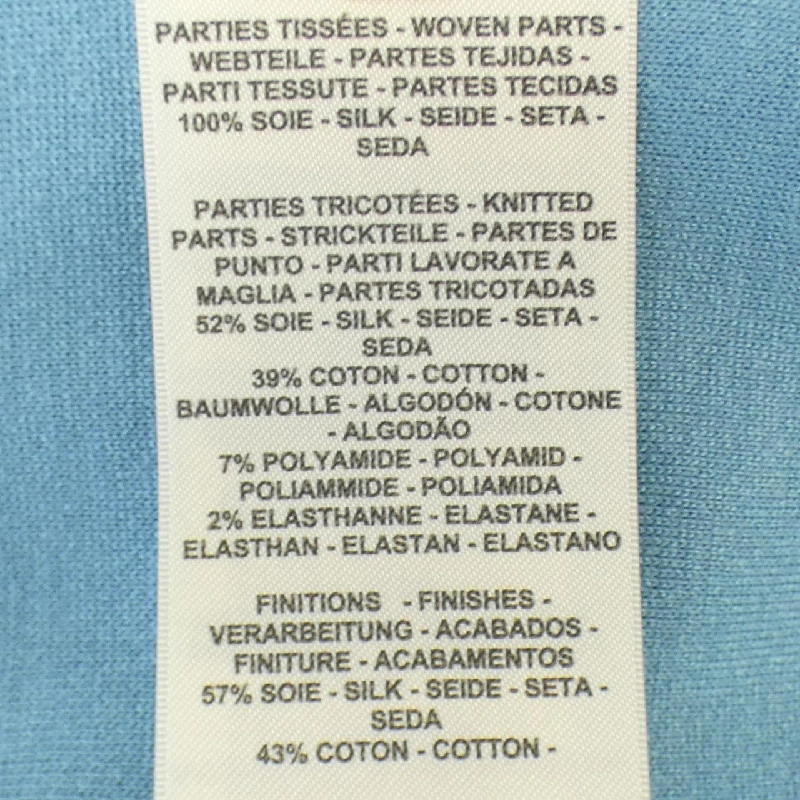 PARTIES TISSÉES - WOVEN PARTS -
WEBTEILE - PARTES TEJIDAS -
PARTI TESSUTE - PARTES TECIDAS
100% SOIE - SILK - SEIDE - SETA -
SEDA
PARTIES TRICOTÉES - KNITTED
PARTS - STRICKTEILE - PARTES DE
PUNTO - PARTI LAVORATE A
MAGLIA - PARTES TRICOTADAS
52% SOIE - SILK - SEIDE - SETA -
SEDA
39% COTON - COTTON -
BAUMWOLLE - ALGODÓN - COTONE
- ALGODÃO
7% POLYAMIDE - POLYAMID -
POLIAMMIDE - POLIAMIDA
2% ELASTHANNE - ELASTANE -
ELASTHAN - ELASTAN - ELASTANO
FINITIONS - FINISHES -
VERARBEITUNG - ACABADOS -
FINITURE - ACABAMENTOS
57% SOIE - SILK - SEIDE - SETA -
SEDA
43% COTON - COTTON -